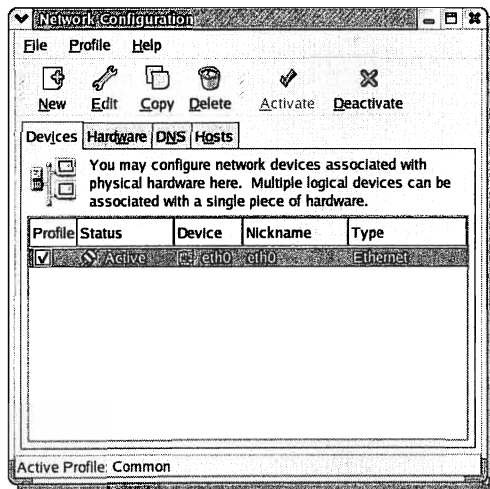 Network Configuration
File Profile Help
New Edit Copy Delete Activate Deactivate
Devices Hardware DNS Hosts
You may configure network devices associated with
physical hardware here. Multiple logical devices can be
associated with a single piece of hardware.
Profile Status Device Nickname Type
Active eth0 eth0 Ethernet
Active Profile: Common